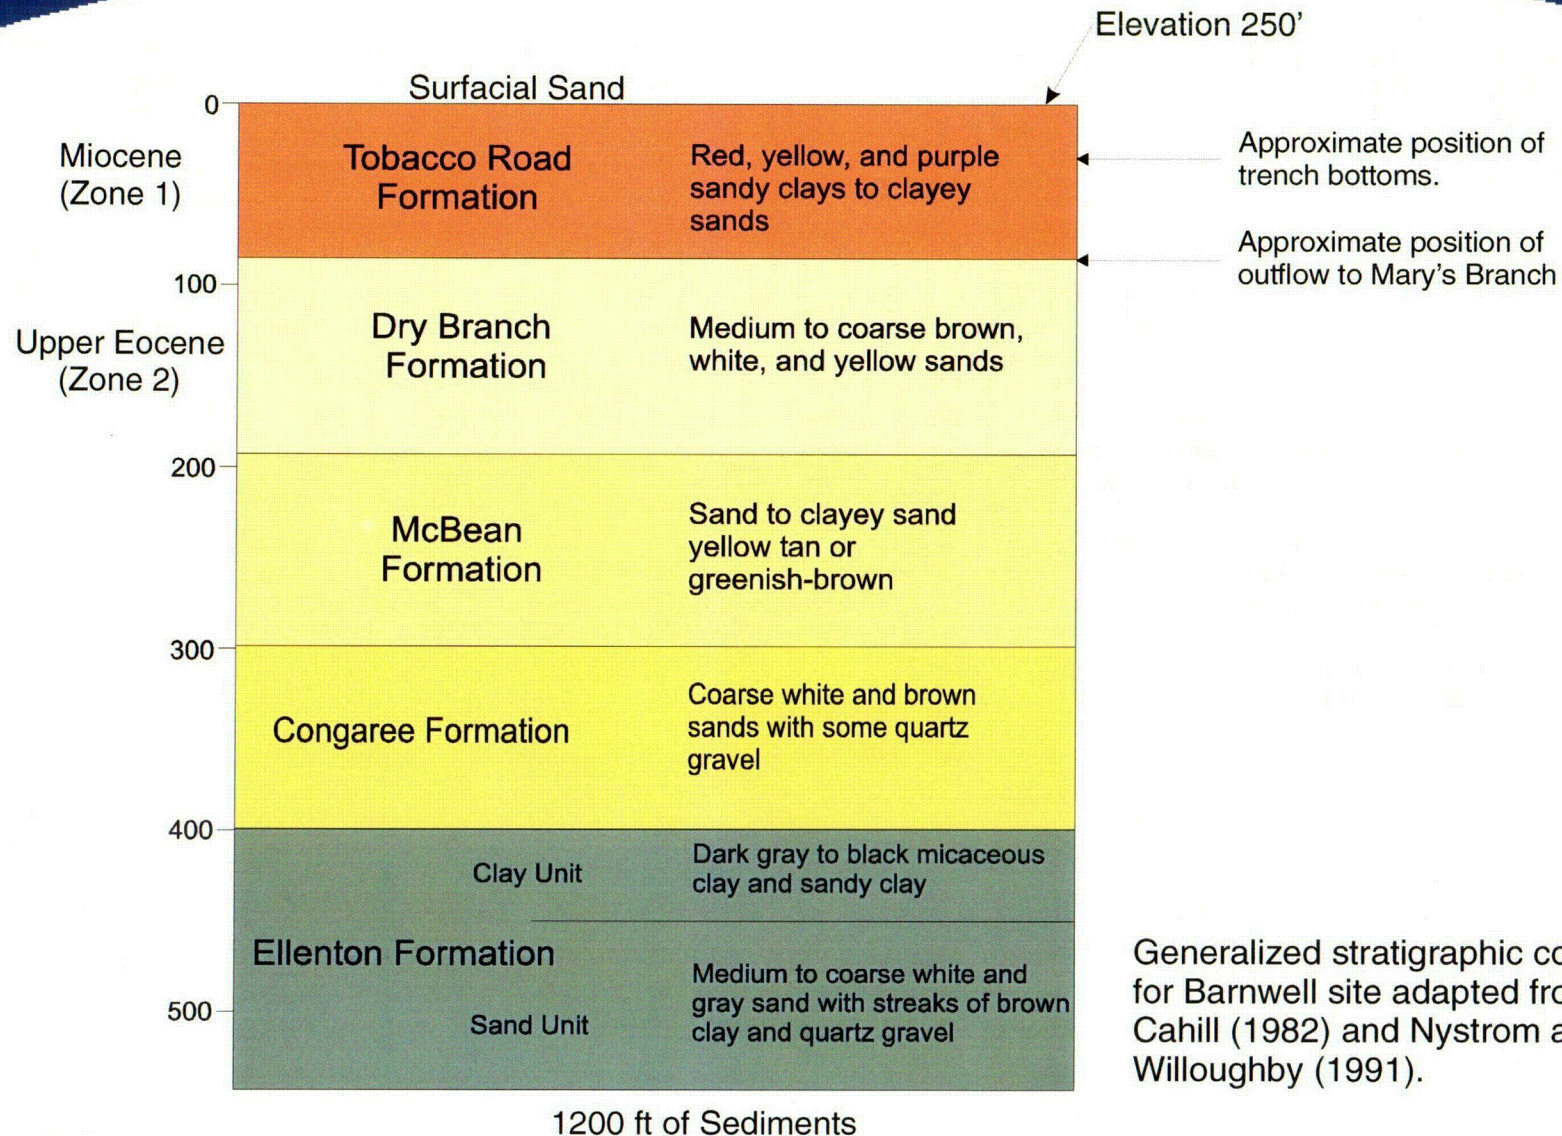 Elevation 250'
Surfacial Sand
0
Miocene
(Zone 1)
Tobacco Road
Formation
Red, yellow, and purple
sandy clays to clayey
sands
Approximate position of
trench bottoms.
Approximate position of
outflow to Mary's Branch
100
Upper Eocene
(Zone 2)
Dry Branch
Formation
Medium to coarse brown,
white, and yellow sands
200
McBean
Formation
Sand to clayey sand
yellow tan or
greenish-brown
300
Congaree Formation
Coarse white and brown
sands with some quartz
gravel
400
Clay Unit
Dark gray to black micaceous
clay and sandy clay
Ellenton Formation
500
Sand Unit
Medium to coarse white and
gray sand with streaks of brown
clay and quartz gravel
Generalized stratigraphic
for Barnwell site adapted
Cahill (1982) and Nystrom
Willoughby (1991).
1200 ft of Sediments